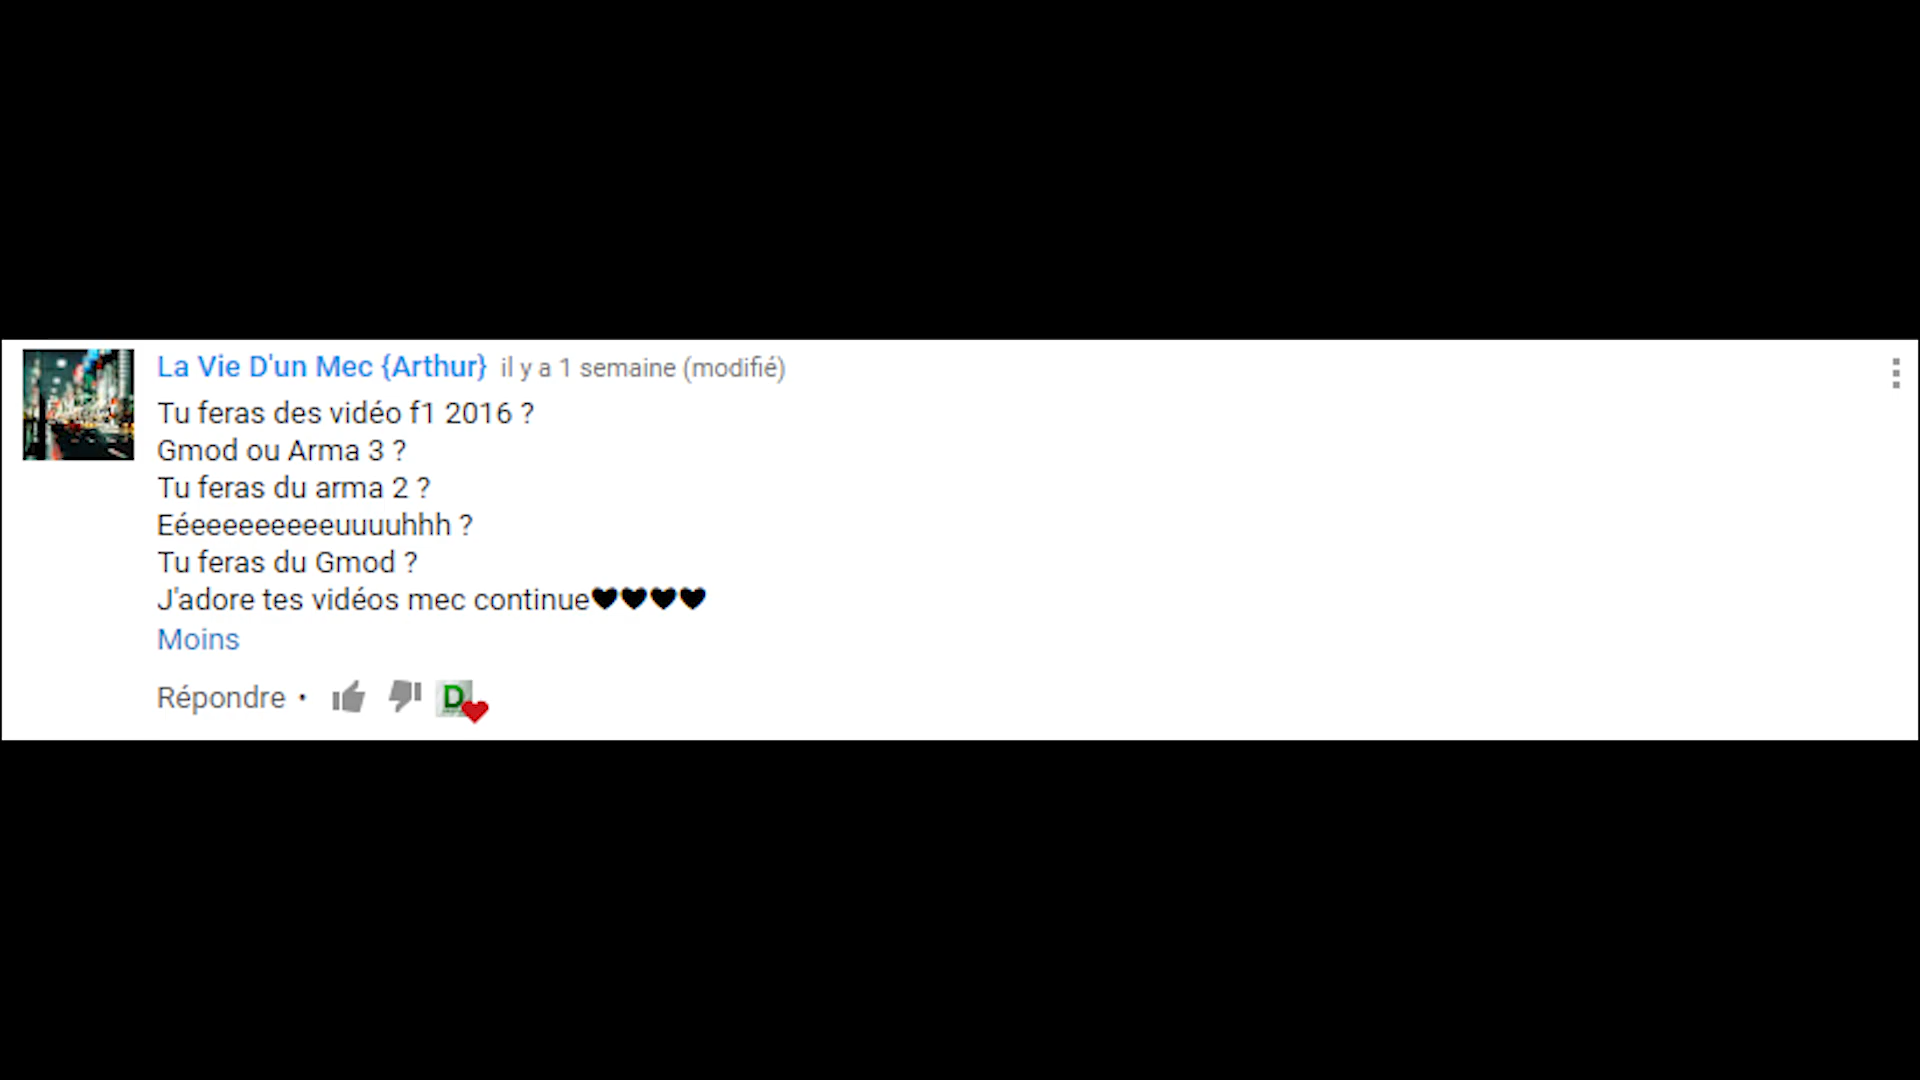 La Vie D'un Mec {Arthur} il y a 1 semaine (modifié)
Tu feras des vidéo f1 2016 ?
Gmod ou Arma 3 ?
Tu feras du arma 2 ?
Eéeeeeeeeeeuuuuhhh ?
Tu feras du Gmod ?
J'adore tes vidéos mec continue♥♥♥♥
Moins
Répondre •
D